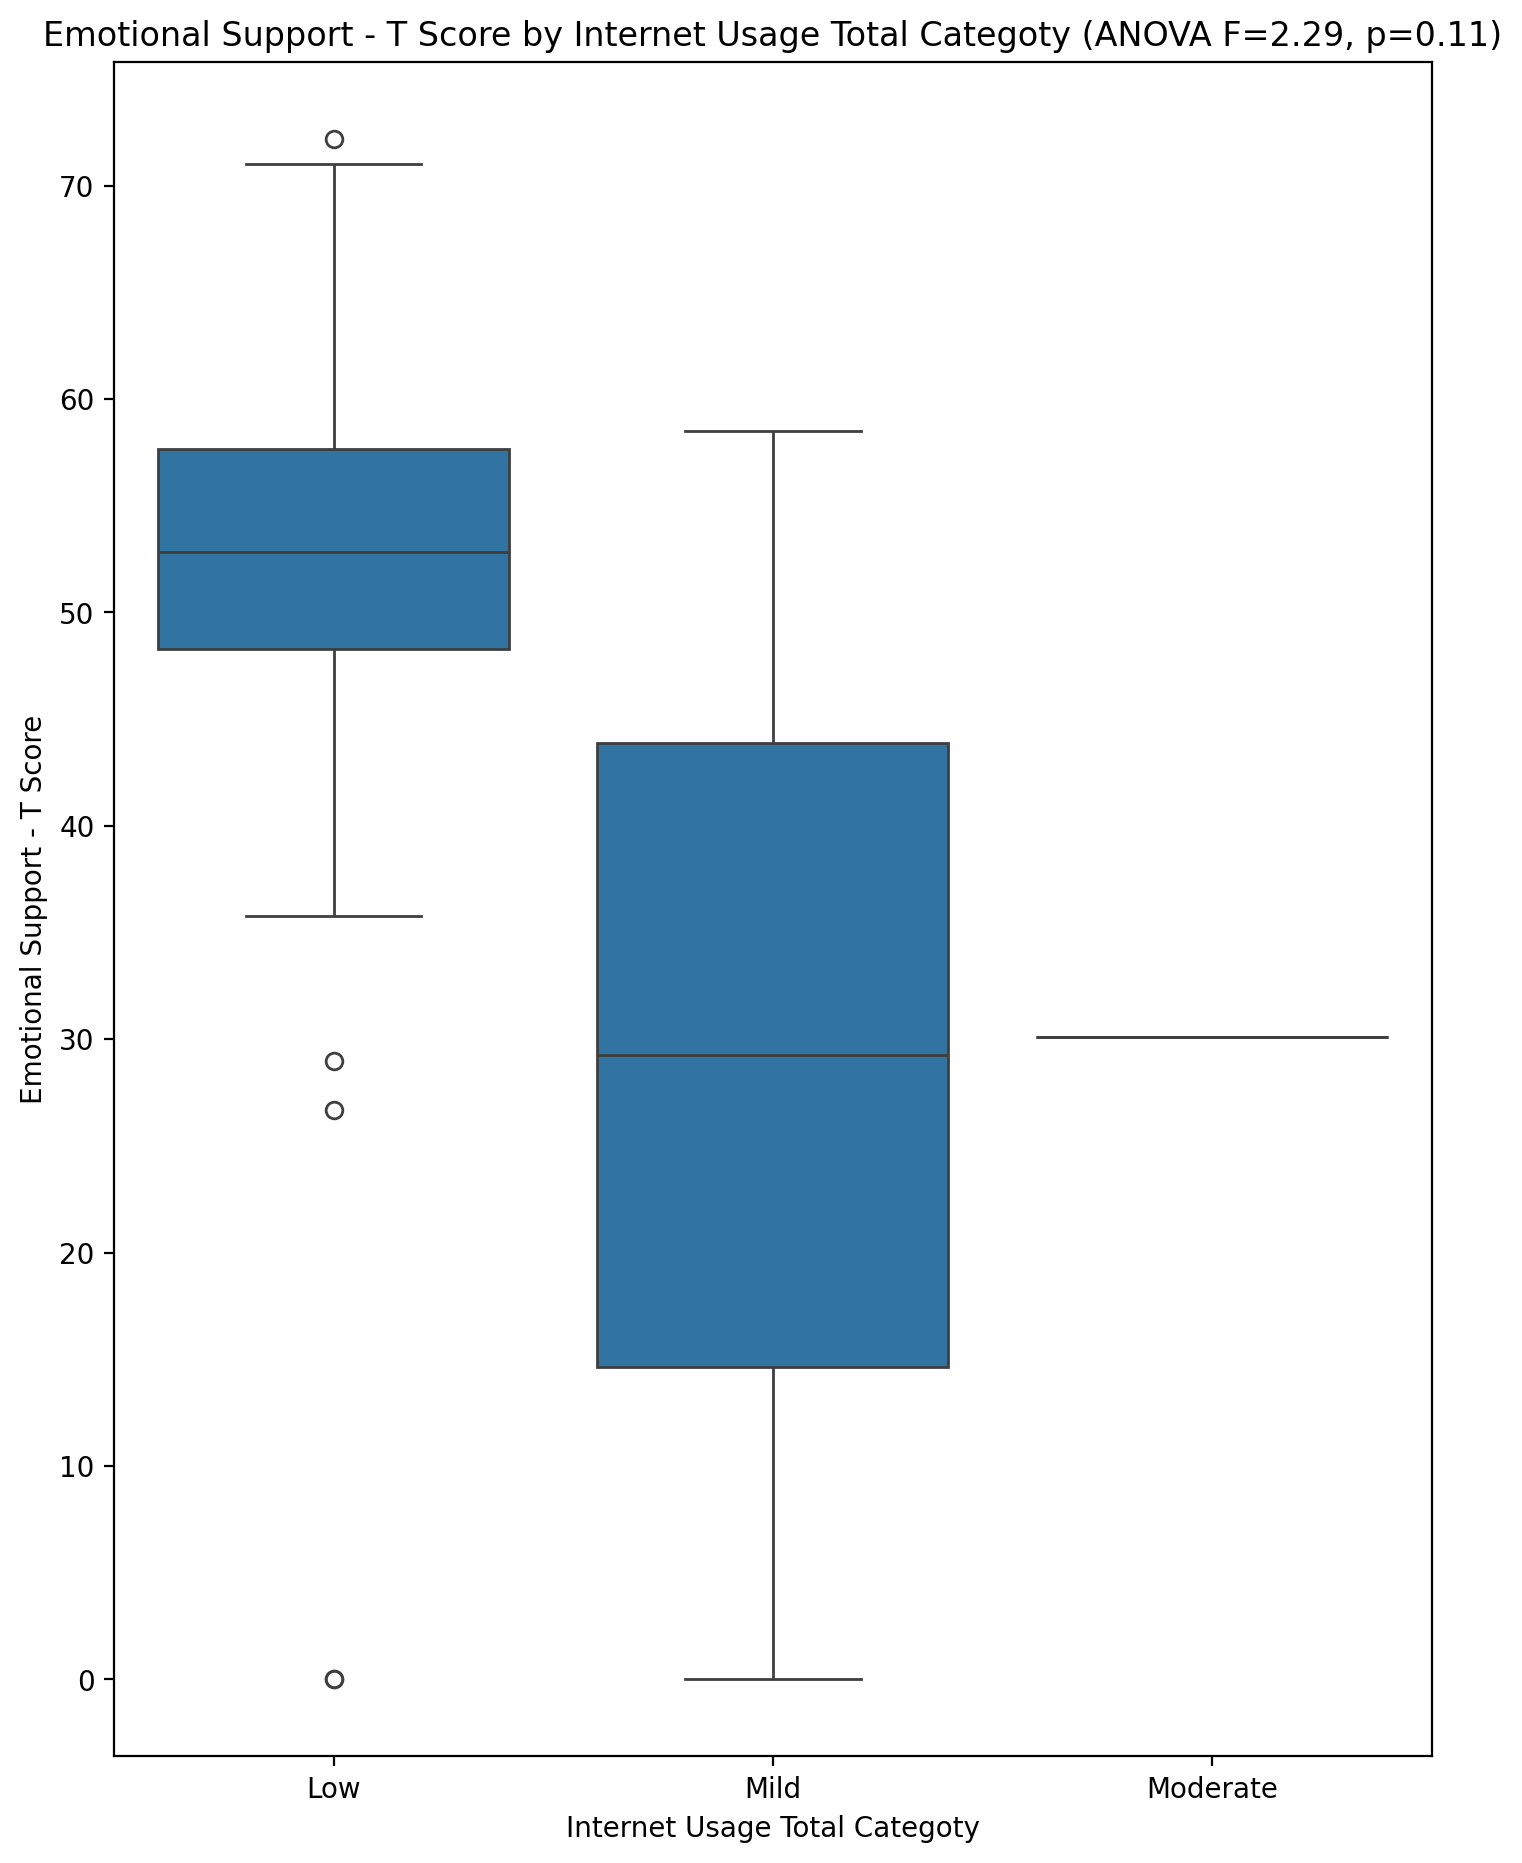 Emotional Support - T Score by Internet Usage Total Categoty (ANOVA F=2.29, p=0.11)
Emotional Support - T Score
70
60
50
40
30
20
10
0
Low
Mild
Moderate
Internet Usage Total Categoty